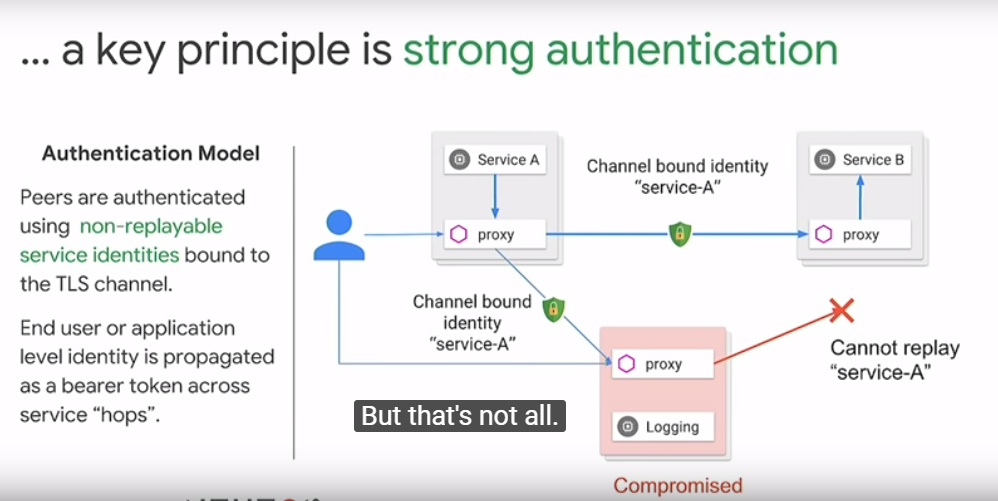 ... a key principle is strong authentication
Authentication Model
Peers are authenticated
using non-replayable
service identities bound to
the TLS channel.
End user or application
level identity is propagated
as a bearer token across
service “hops”.
Service A
proxy
Channel bound identity
“service-A”
Service B
proxy
Channel bound
identity
“service-A”
proxy
Logging
Compromised
Cannot replay
“service-A”
But that's not all.